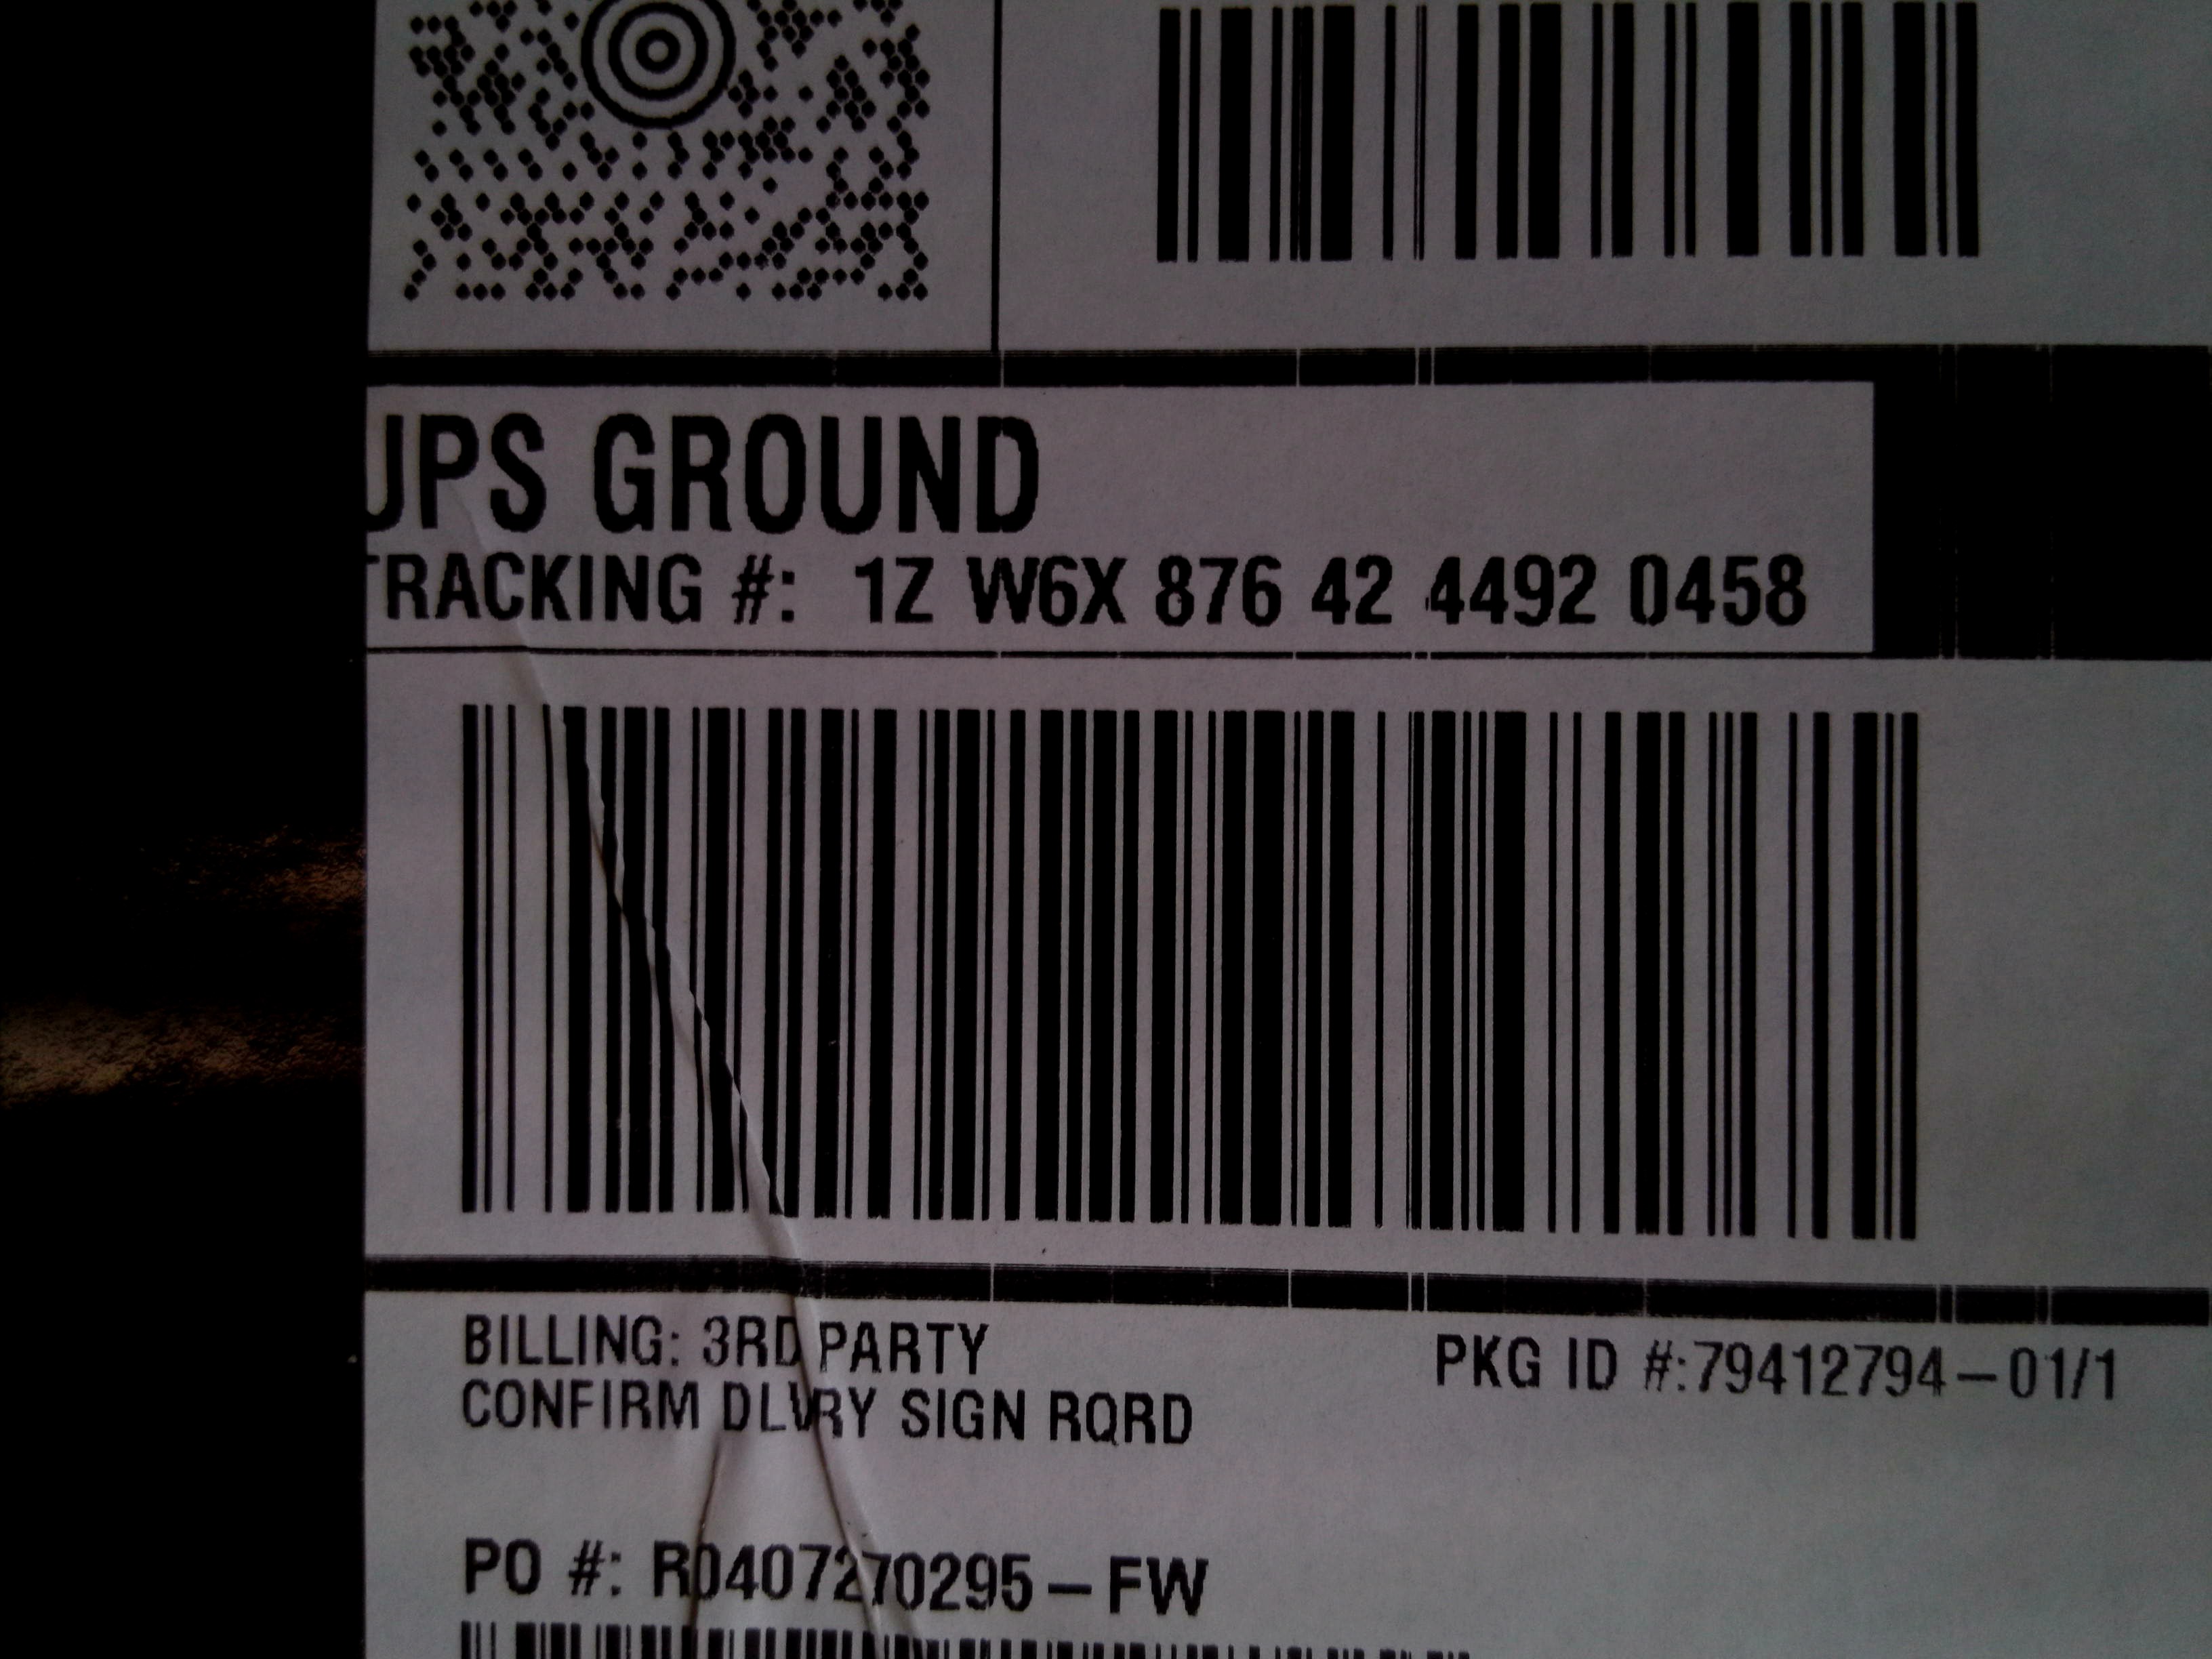 UPS GROUND
TRACKING #: 1Z W6X 876 42 4492 0458
BILLING: 3RD PARTY
CONFIRM DLVRY SIGN RQRD
PKG ID #:79412794-01/1
PO #: R0407270295-FW